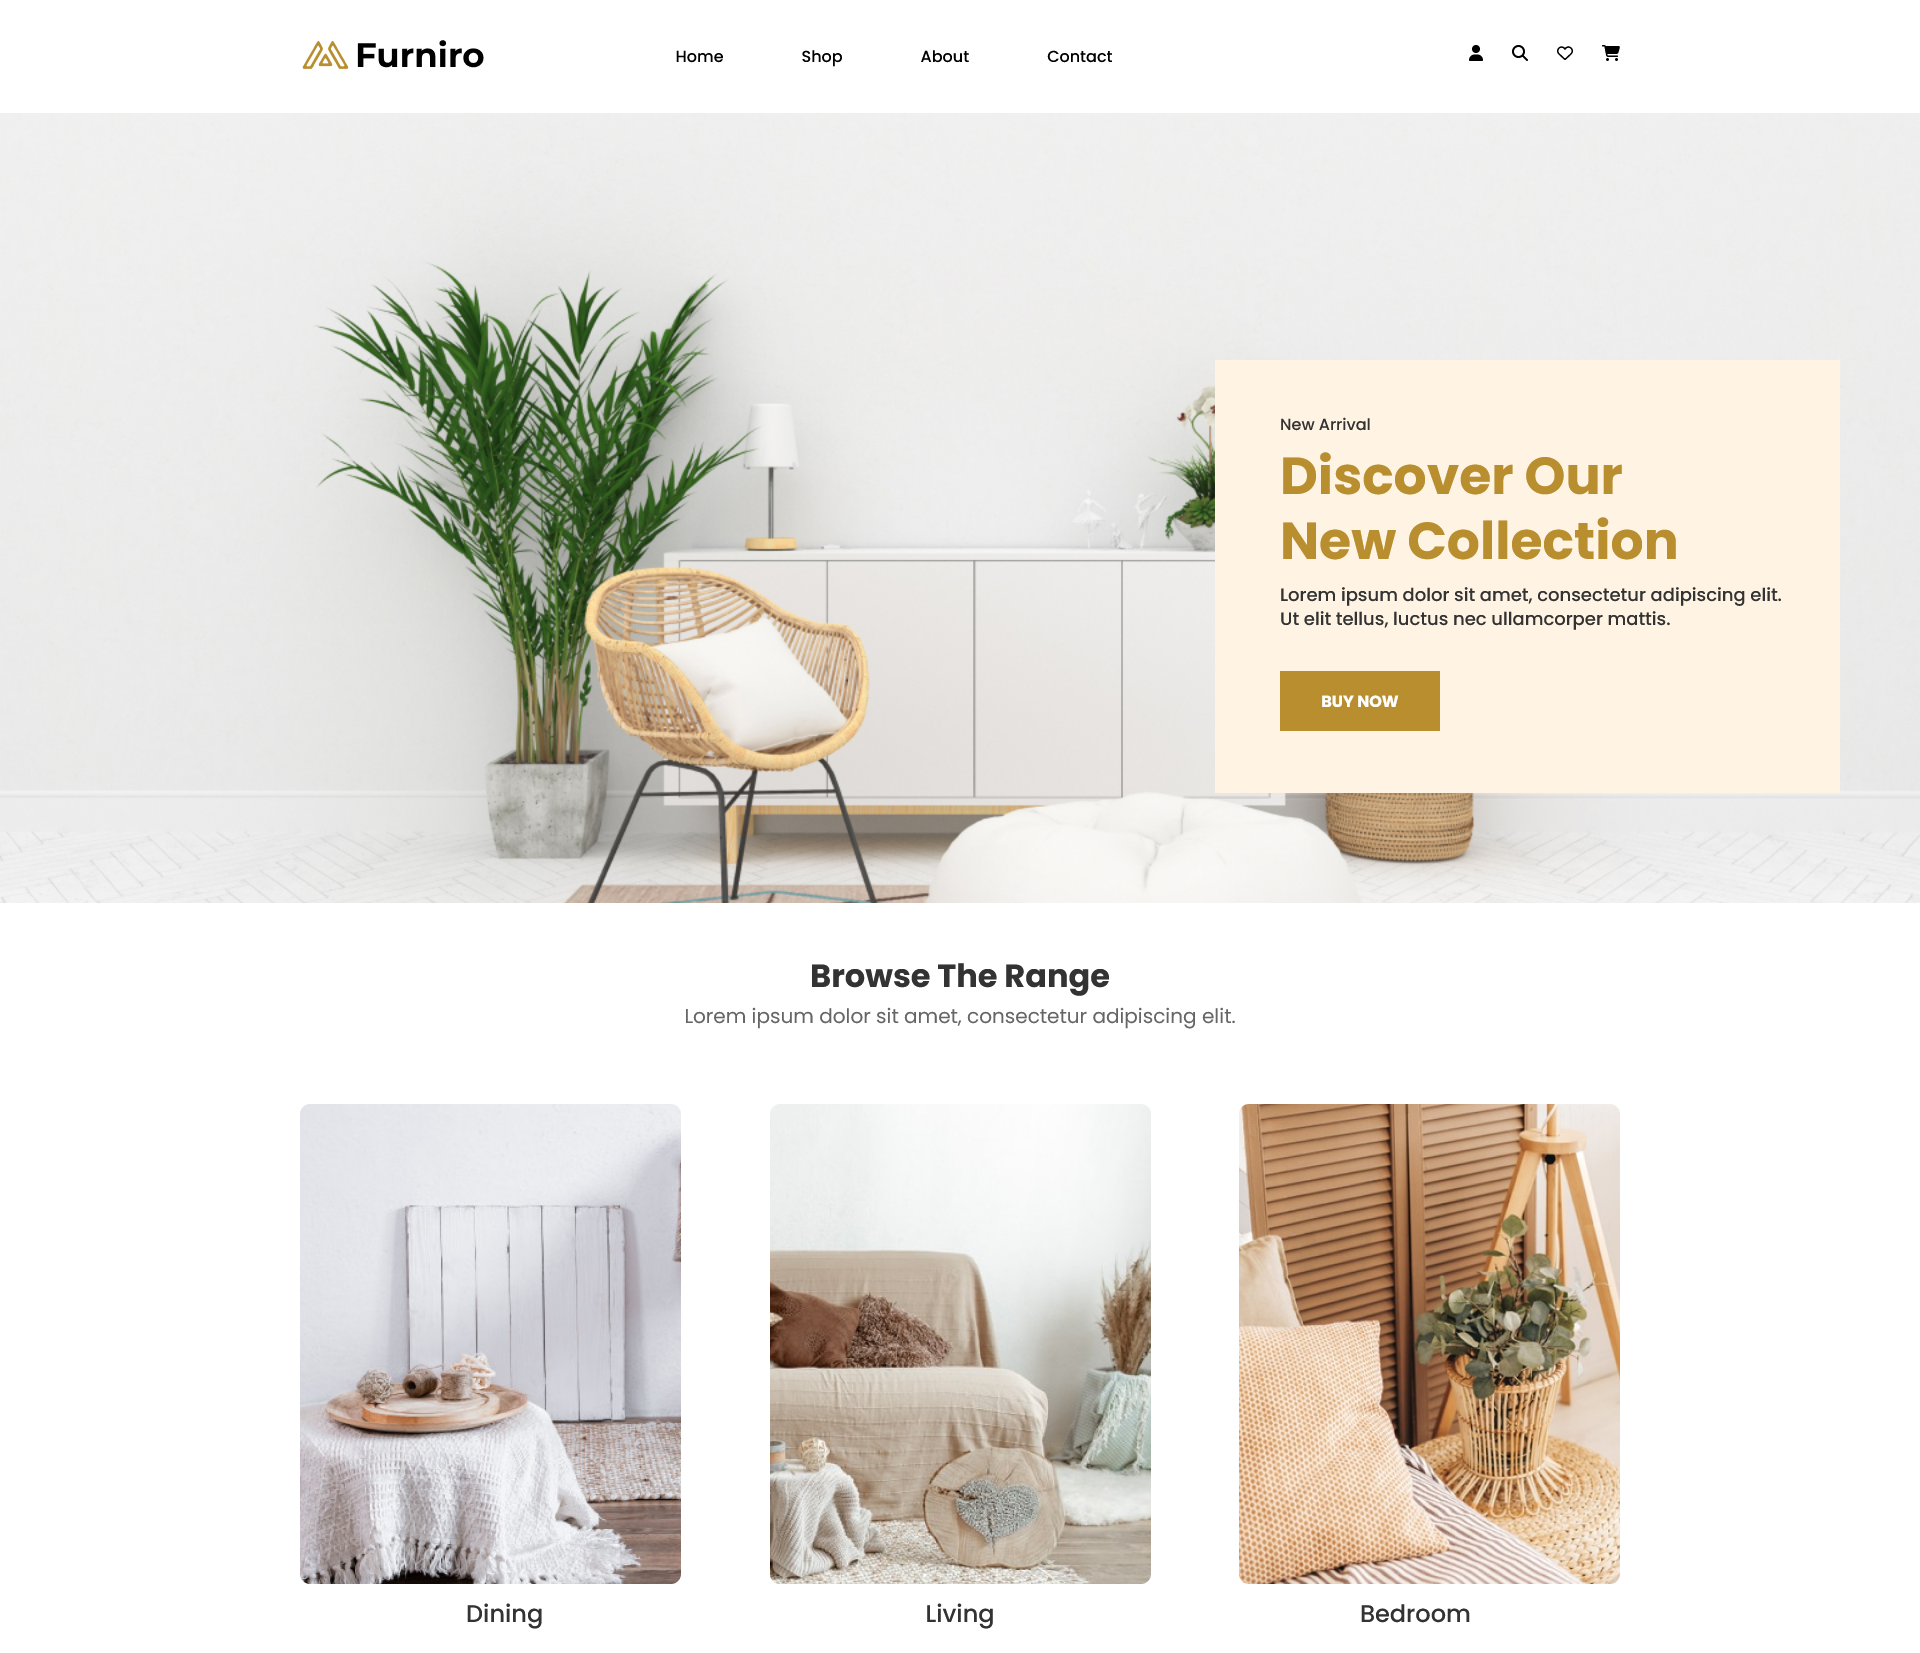 Furniro
Home
Shop
About
Contact
New Arrival
Discover Our
New Collection
Lorem ipsum dolor sit amet, consectetur adipiscing elit.
Ut elit tellus, luctus nec ullamcorper mattis.
BUY NOW
Browse The Range
Lorem ipsum dolor sit amet, consectetur adipiscing elit.
Dining
Living
Bedroom